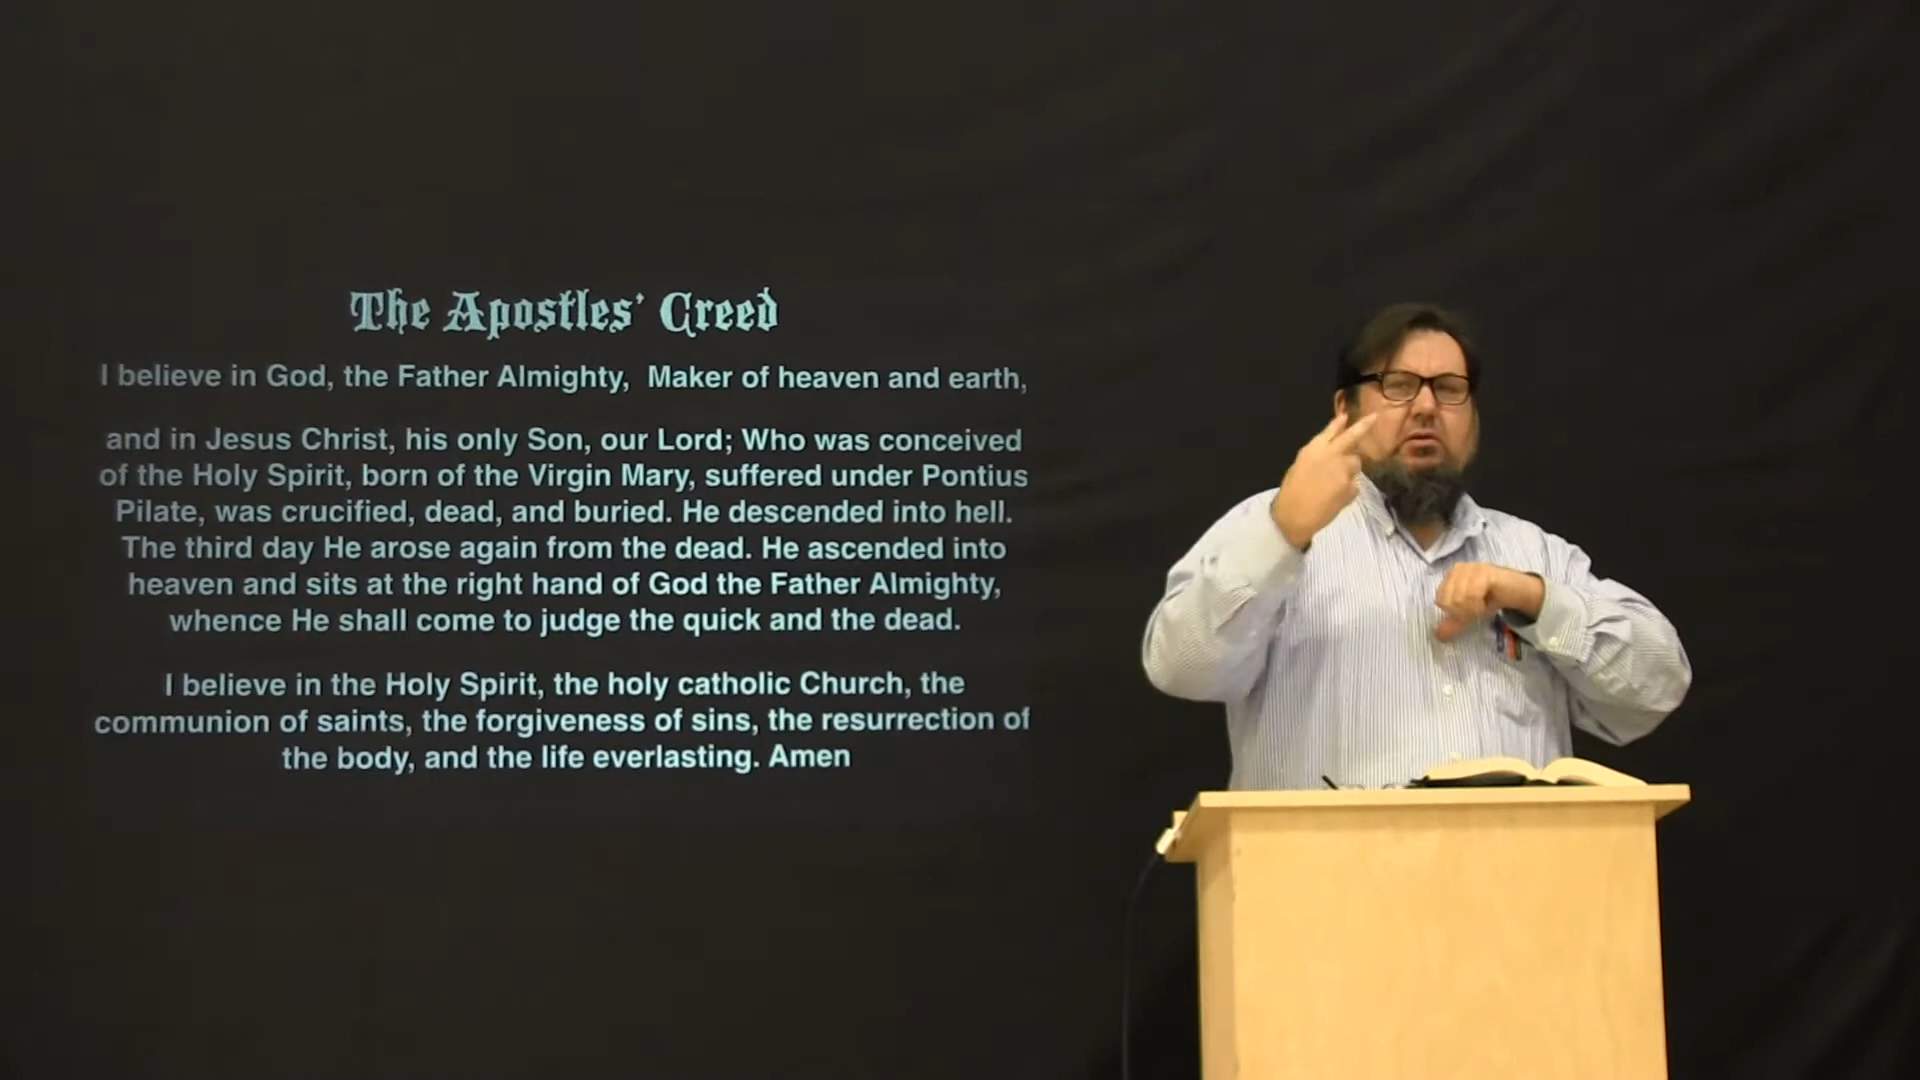 The Apostles' Creed
I believe in God, the Father Almighty, Maker of heaven and earth,
and in Jesus Christ, his only Son, our Lord; Who was conceived
of the Holy Spirit, born of the Virgin Mary, suffered under Pontius
Pilate, was crucified, dead, and buried. He descended into hell.
The third day He arose again from the dead. He ascended into
heaven and sits at the right hand of God the Father Almighty,
whence He shall come to judge the quick and the dead.
I believe in the Holy Spirit, the holy catholic Church, the
communion of saints, the forgiveness of sins, the resurrection of
the body, and the life everlasting. Amen